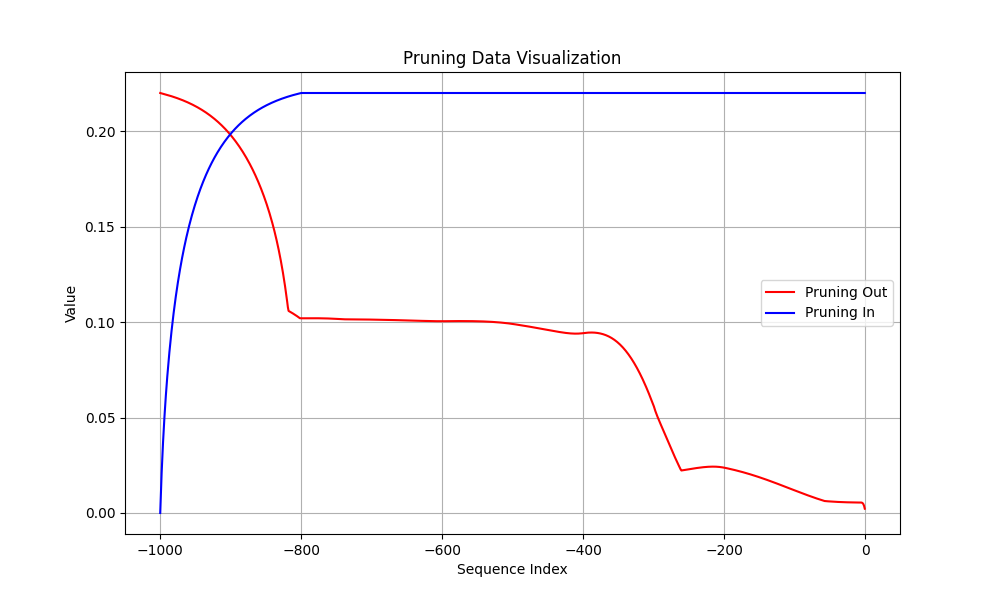 Pruning Data Visualization
Value
0.20
0.15
0.10
0.05
0.00
Pruning Out
Pruning In
−1000 −800 −600 −400 −200 0
Sequence Index